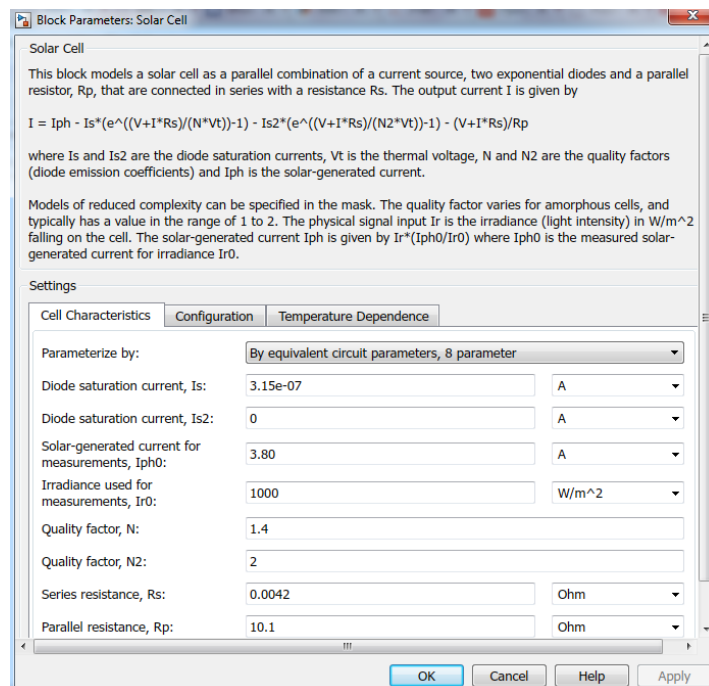 Block Parameters: Solar Cell
Solar Cell
This block models a solar cell as a parallel combination of a current source, two exponential diodes and a parallel
resistor, Rp, that are connected in series with a resistance Rs. The output current I is given by
I = Iph - Is*(e^((V+I*Rs)/(N*Vt))-1) - Is2*(e^((V+I*Rs)/(N2*Vt))-1) - (V+I*Rs)/Rp
where Is and Is2 are the diode saturation currents, Vt is the thermal voltage, N and N2 are the quality factors
(diode emission coefficients) and Iph is the solar-generated current.
Models of reduced complexity can be specified in the mask. The quality factor varies for amorphous cells, and
typically has a value in the range of 1 to 2. The physical signal input Ir is the irradiance (light intensity) in W/m^2
falling on the cell. The solar-generated current Iph is given by Ir*(Iph0/Ir0) where Iph0 is the measured solar-
generated current for irradiance Ir0.
Settings
Cell Characteristics Configuration Temperature Dependence
Parameterize by: By equivalent circuit parameters, 8 parameter
Diode saturation current, Is: 3.15e-07 A
Diode saturation current, Is2: 0 A
Solar-generated current for
measurements, Iph0: 3.80 A
Irradiance used for
measurements, Ir0: 1000 W/m^2
Quality factor, N: 1.4
Quality factor, N2: 2
Series resistance, Rs: 0.0042 Ohm
Parallel resistance, Rp: 10.1 Ohm
OK Cancel Help Apply